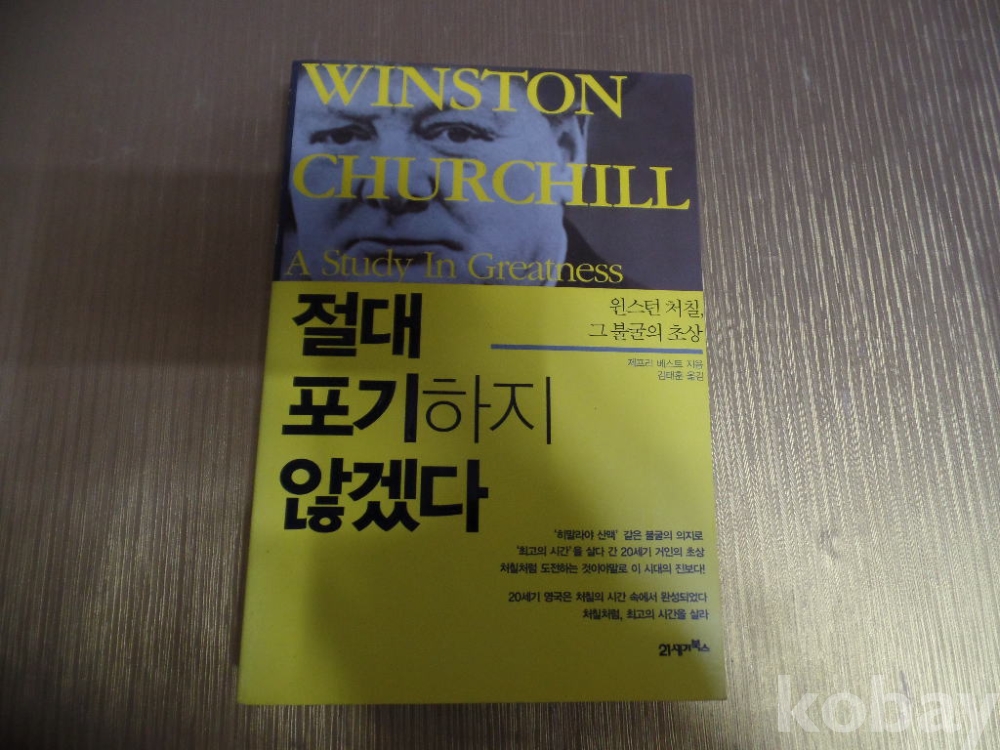 WINSTON
CHURCHILL
A Study In Greatness
절대
포기하지
않겠다
윈스턴 처칠,
그 불굴의 초상
제프리 베스트 지음
김태훈 옮김
'히말라야 산맥' 같은 불굴의 의지로
'최고의 시간'을 살다 간 20세기 거인의 초상
처칠처럼 도전하는 것이야말로 이 시대의 진보다!
20세기 영국은 처칠의 시간 속에서 완성되었다
처칠처럼, 최고의 시간을 살라
21세기북스
kobay